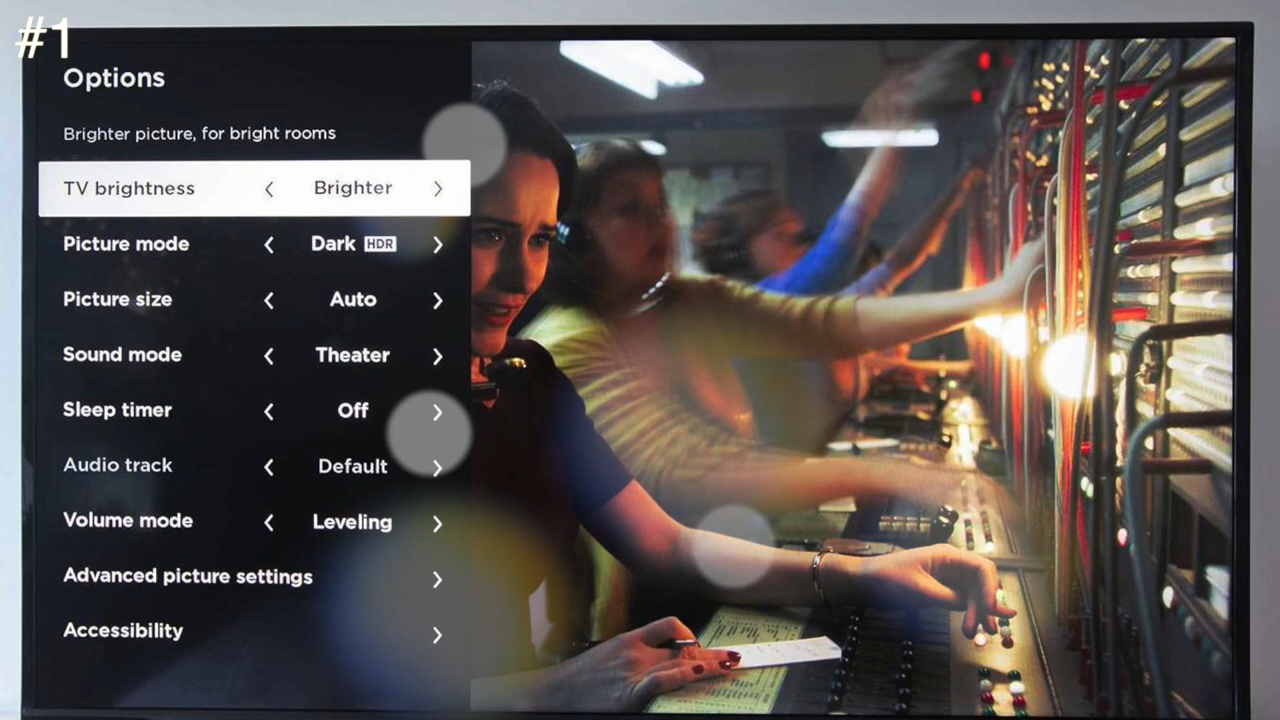 #1
Options
Brighter picture, for bright rooms
TV brightness < Brighter >
Picture mode < Dark HDR >
Picture size < Auto >
Sound mode < Theater >
Sleep timer < Off >
Audio track < Default >
Volume mode < Leveling >
Advanced picture settings >
Accessibility >